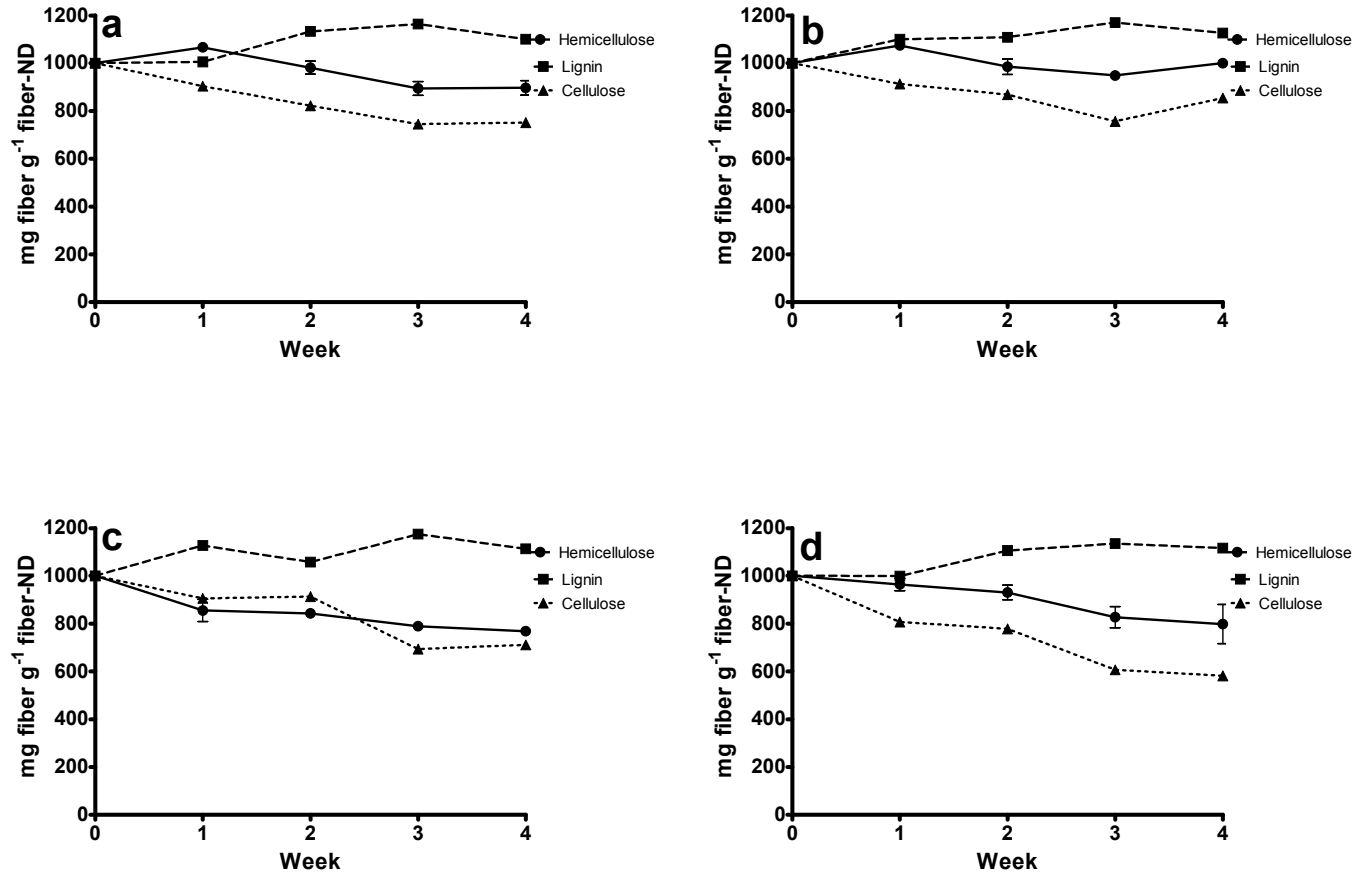 a
mg fiber g⁻¹ fiber-ND
1200
1000
800
600
400
200
0
0 1 2 3 4
Week
Hemicellulose
Lignin
Cellulose
b
mg fiber g⁻¹ fiber-ND
1200
1000
800
600
400
200
0
0 1 2 3 4
Week
Hemicellulose
Lignin
Cellulose
c
mg fiber g⁻¹ fiber-ND
1200
1000
800
600
400
200
0
0 1 2 3 4
Week
Hemicellulose
Lignin
Cellulose
d
mg fiber g⁻¹ fiber-ND
1200
1000
800
600
400
200
0
0 1 2 3 4
Week
Hemicellulose
Lignin
Cellulose